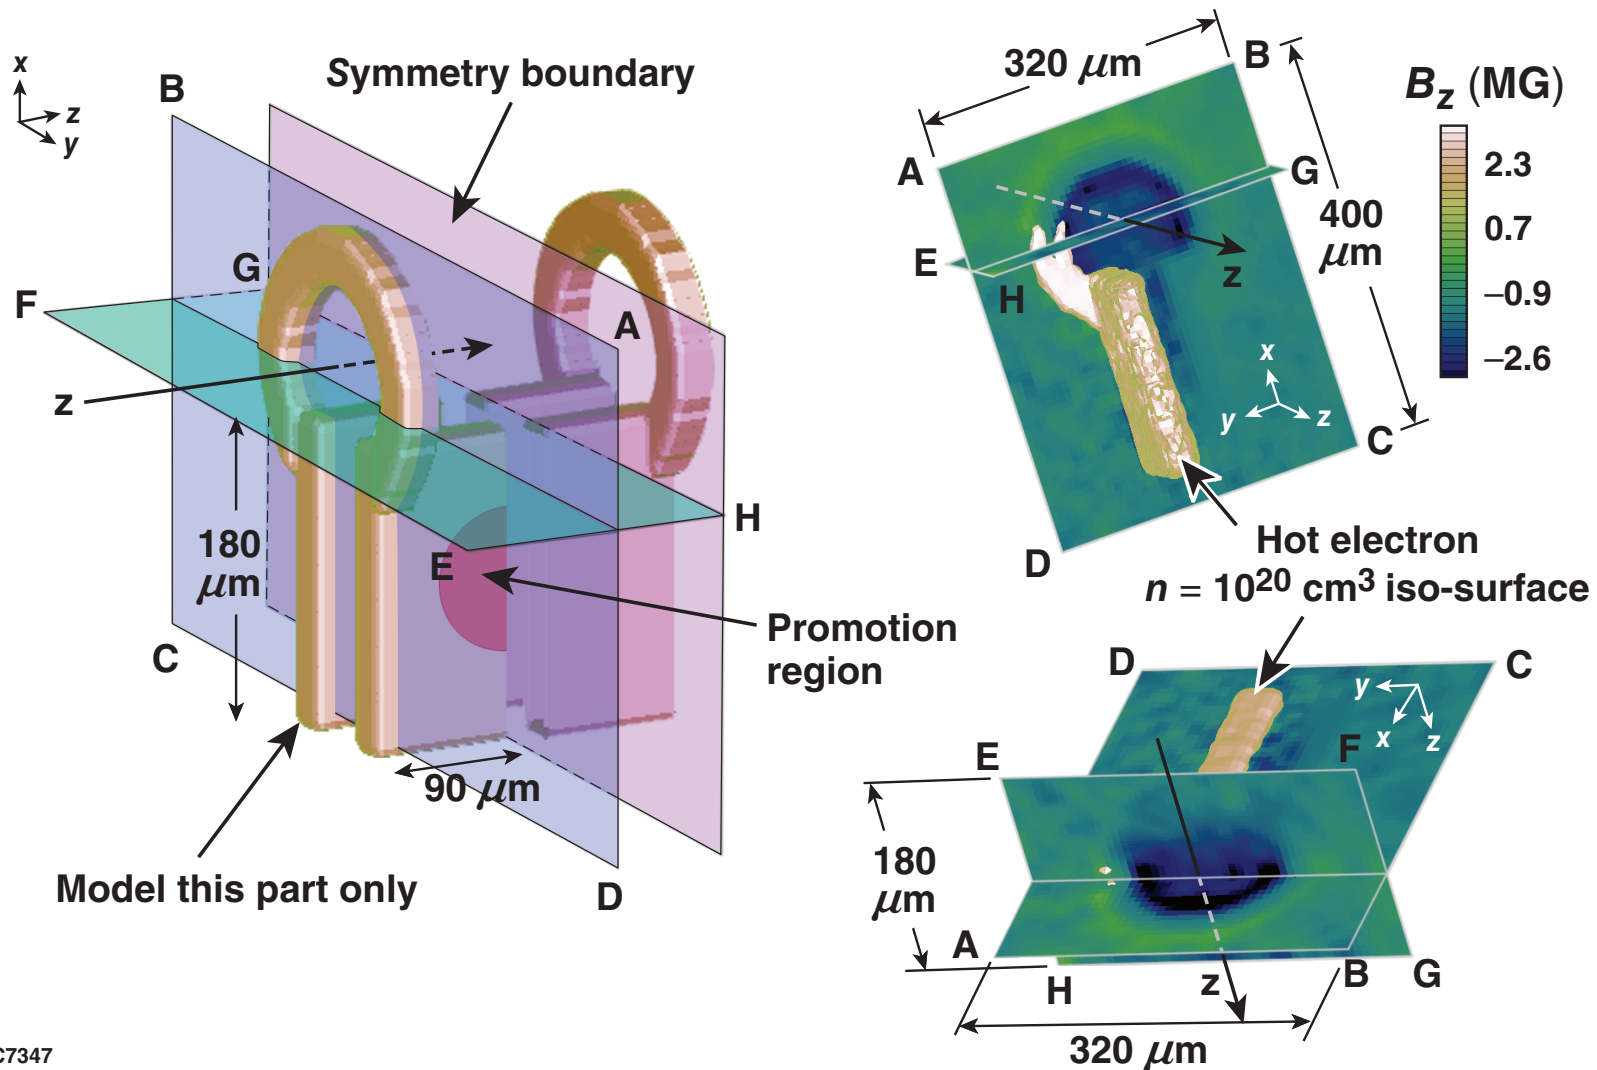 x
z
y
B
Symmetry boundary
G
F
A
z
H
180
μm
E
Promotion
region
C
90 μm
Model this part only
D
320 μm
B
A
G
400
μm
E
H
z
x
y
z
C
D
Bz (MG)
2.3
0.7
–0.9
–2.6
Hot electron
n = 10²⁰ cm³ iso-surface
D
C
y
x
z
E
F
180
μm
A
H
z
B
G
320 μm
C7347